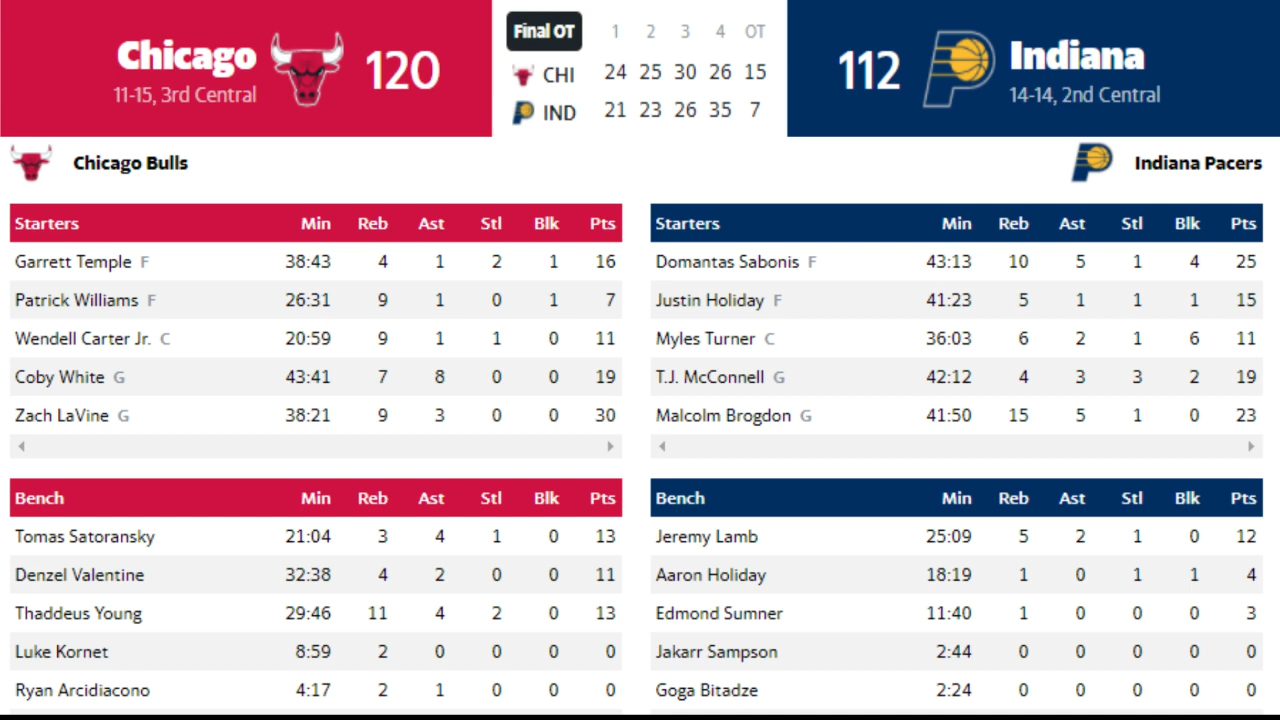 Chicago
11-15, 3rd Central
120
Final OT 1 2 3 4 OT
CHI 24 25 30 26 15
IND 21 23 26 35 7
112
Indiana
14-14, 2nd Central
Chicago Bulls
Indiana Pacers
Starters Min Reb Ast Stl Blk Pts
Garrett Temple F 38:43 4 1 2 1 16
Patrick Williams F 26:31 9 1 0 1 7
Wendell Carter Jr. C 20:59 9 1 1 0 11
Coby White G 43:41 7 8 0 0 19
Zach LaVine G 38:21 9 3 0 0 30
Starters Min Reb Ast Stl Blk Pts
Domantas Sabonis F 43:13 10 5 1 4 25
Justin Holiday F 41:23 5 1 1 1 15
Myles Turner C 36:03 6 2 1 6 11
T.J. McConnell G 42:12 4 3 3 2 19
Malcolm Brogdon G 41:50 15 5 1 0 23
Bench Min Reb Ast Stl Blk Pts
Tomas Satoransky 21:04 3 4 1 0 13
Denzel Valentine 32:38 4 2 0 0 11
Thaddeus Young 29:46 11 4 2 0 13
Luke Kornet 8:59 2 0 0 0 0
Ryan Arcidiacono 4:17 2 1 0 0 0
Bench Min Reb Ast Stl Blk Pts
Jeremy Lamb 25:09 5 2 1 0 12
Aaron Holiday 18:19 1 0 1 1 4
Edmond Sumner 11:40 1 0 0 0 3
Jakarr Sampson 2:44 0 0 0 0 0
Goga Bitadze 2:24 0 0 0 0 0